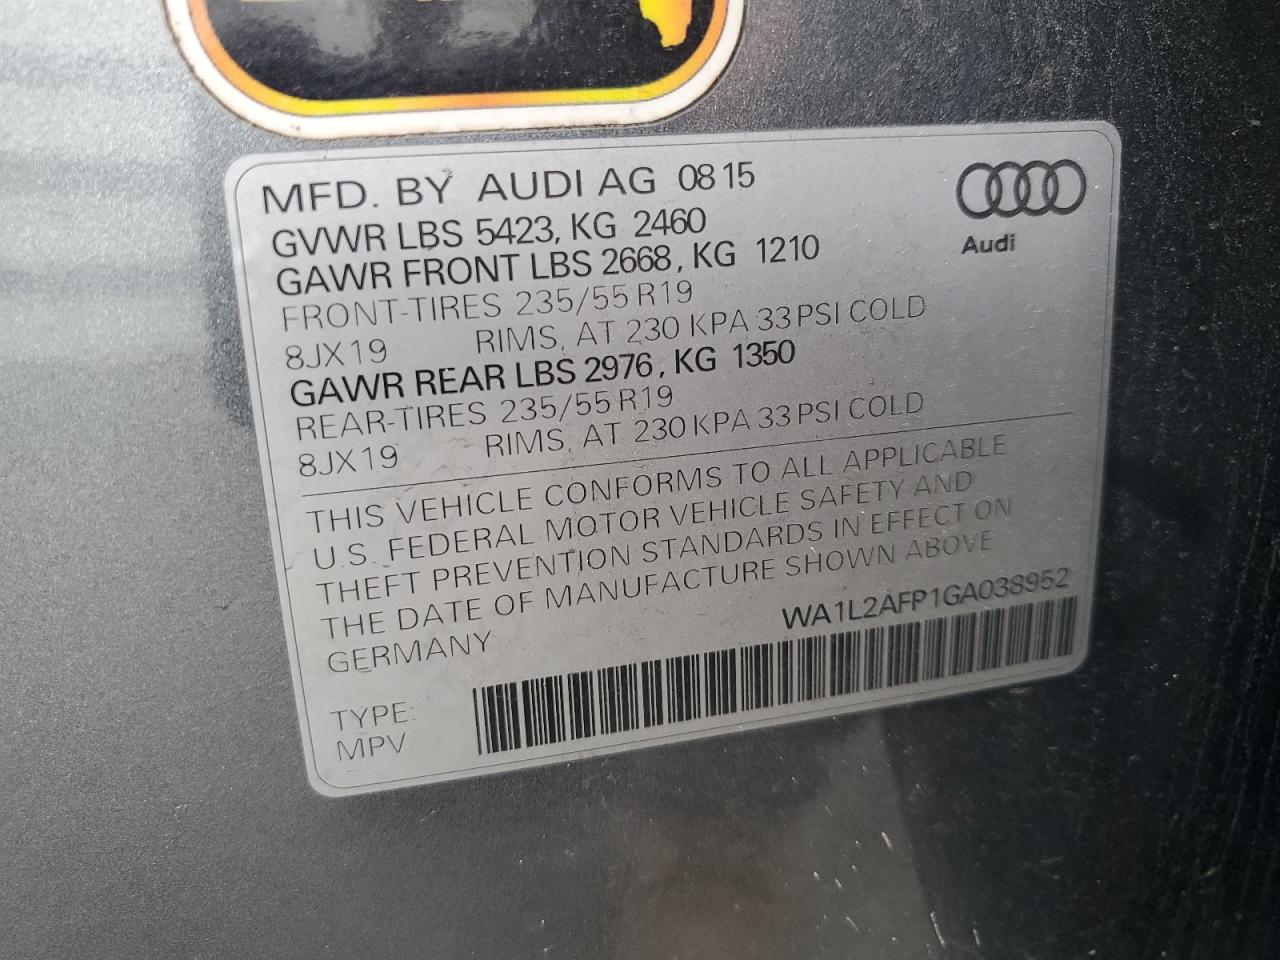 MFD. BY AUDI AG 08 15
GVWR LBS 5423, KG 2460
GAWR FRONT LBS 2668, KG 1210
FRONT-TIRES 235/55 R19
8JX19 RIMS, AT 230 KPA 33 PSI COLD
GAWR REAR LBS 2976, KG 1350
REAR-TIRES 235/55 R19
8JX19 RIMS, AT 230 KPA 33 PSI COLD
Audi
THIS VEHICLE CONFORMS TO ALL APPLICABLE
U.S. FEDERAL MOTOR VEHICLE SAFETY AND
THEFT PREVENTION STANDARDS IN EFFECT ON
THE DATE OF MANUFACTURE SHOWN ABOVE
GERMANY
WA1L2AFP1GA038952
TYPE:
MPV